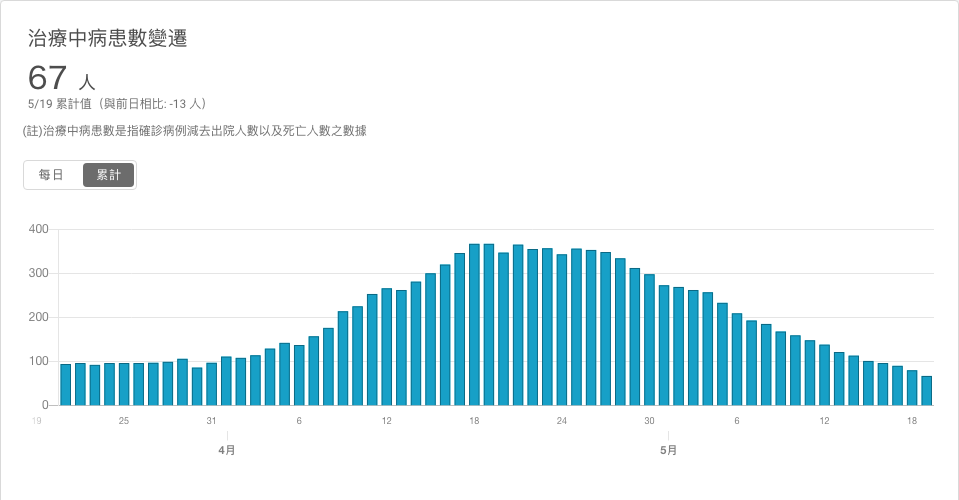 治療中病患數變遷
67 人
5/19 累計值（與前日相比: -13 人）
(註)治療中病患數是指確診病例減去出院人數以及死亡人數之數據
每日 累計
400
300
200
100
0
19 25 31 6 12 18 24 30 6 12 18
4月 5月